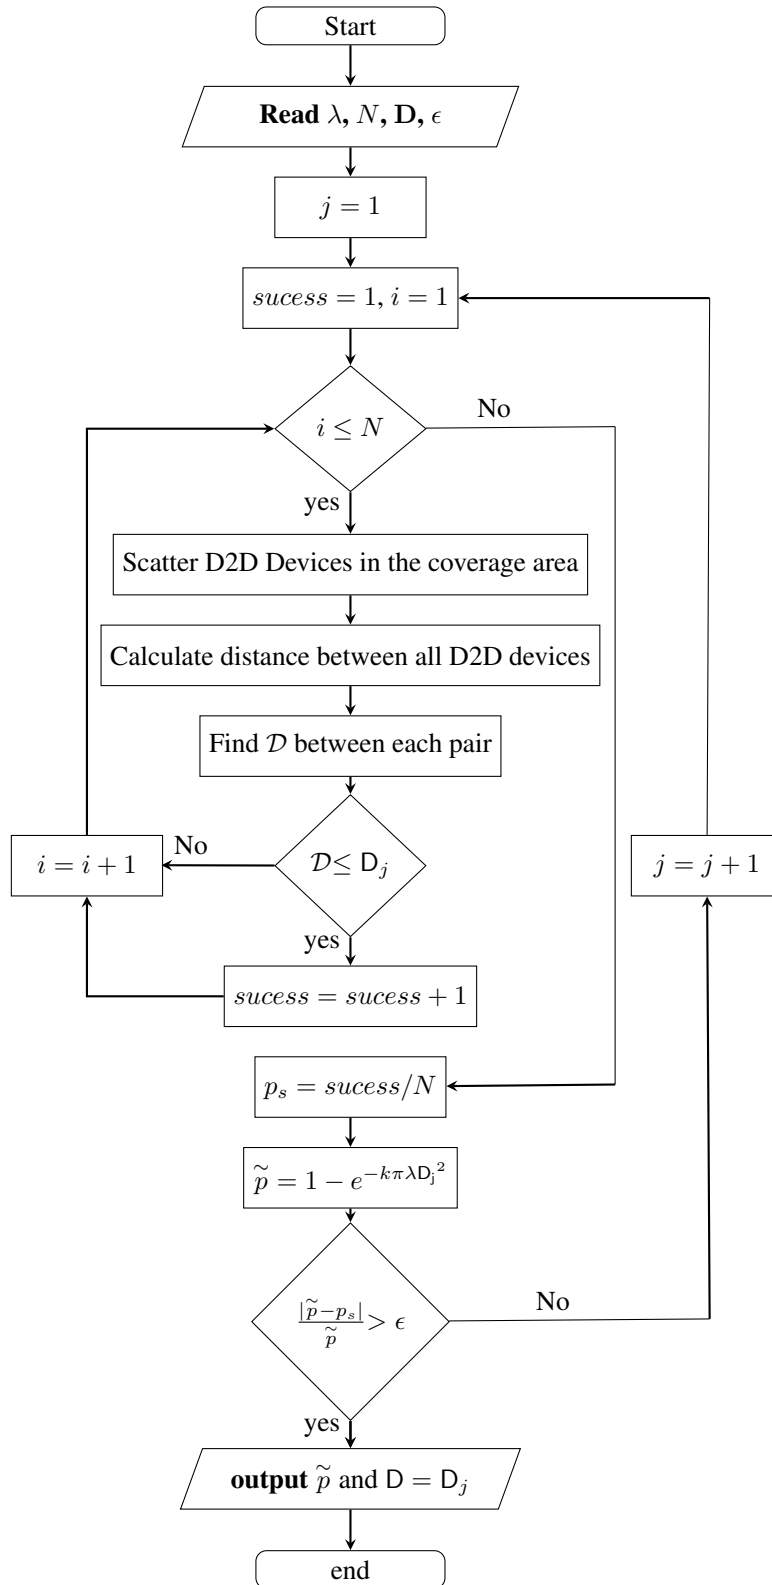 Start
Read λ, N, D, ϵ
j = 1
sucess = 1, i = 1
i ≤ N
No
yes
Scatter D2D Devices in the coverage area
Calculate distance between all D2D devices
Find 𝒟 between each pair
𝒟 ≤ D_j
No
i = i + 1
j = j + 1
yes
sucess = sucess + 1
p_s = sucess/N
p̃ = 1 − e^{−kπλD_j^2}
|p̃−p_s|/p̃ > ϵ
No
yes
output p̃ and D = D_j
end